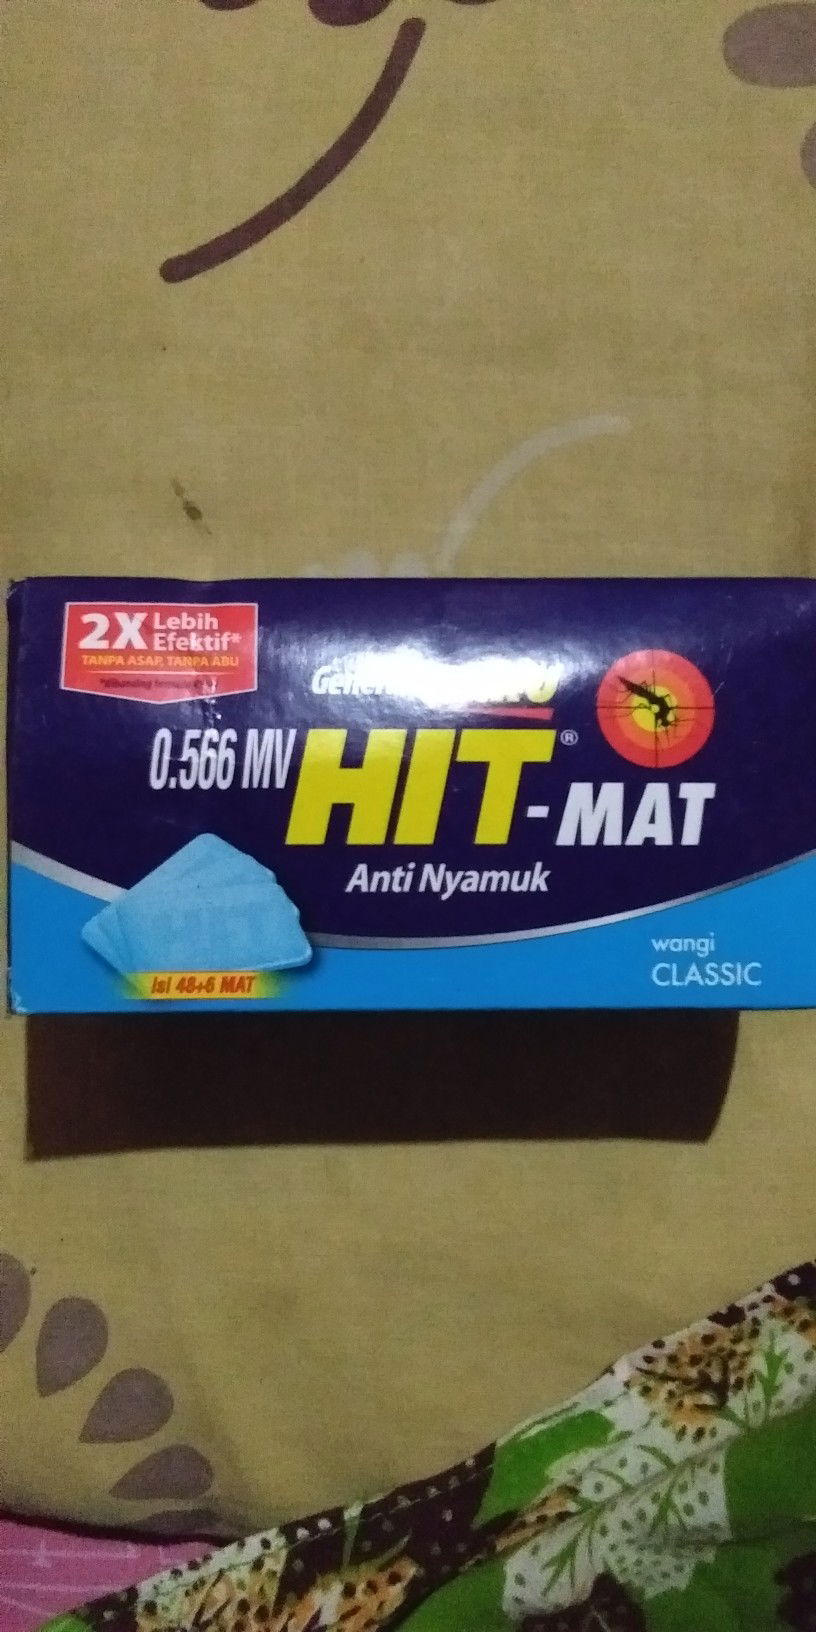 2X Lebih
Efektif*
TANPA ASAP, TANPA ABU
0.566 MV
HIT®-MAT
Anti Nyamuk
wangi
CLASSIC
HIT
Isi 48+6 MAT